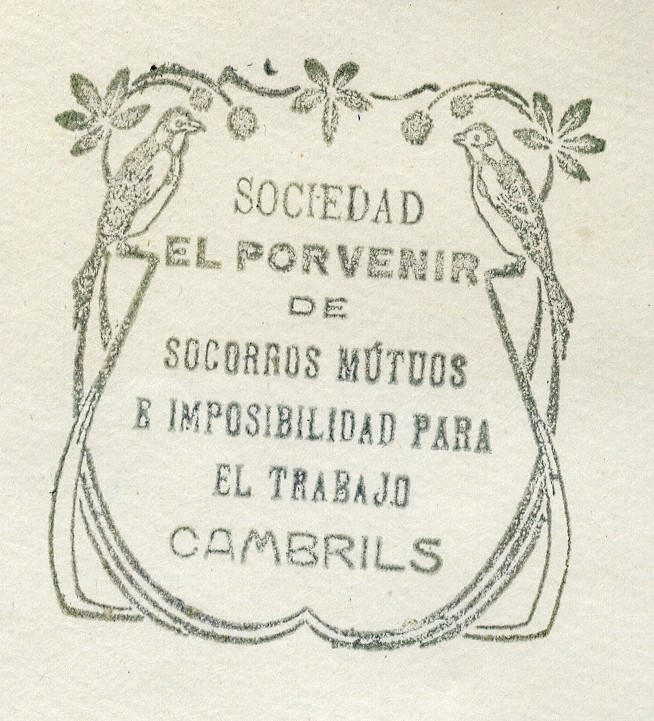 SOCIEDAD
EL PORVENIR
DE
SOCORROS MÚTUOS
E IMPOSIBILIDAD PARA
EL TRABAJO
CAMBRILS